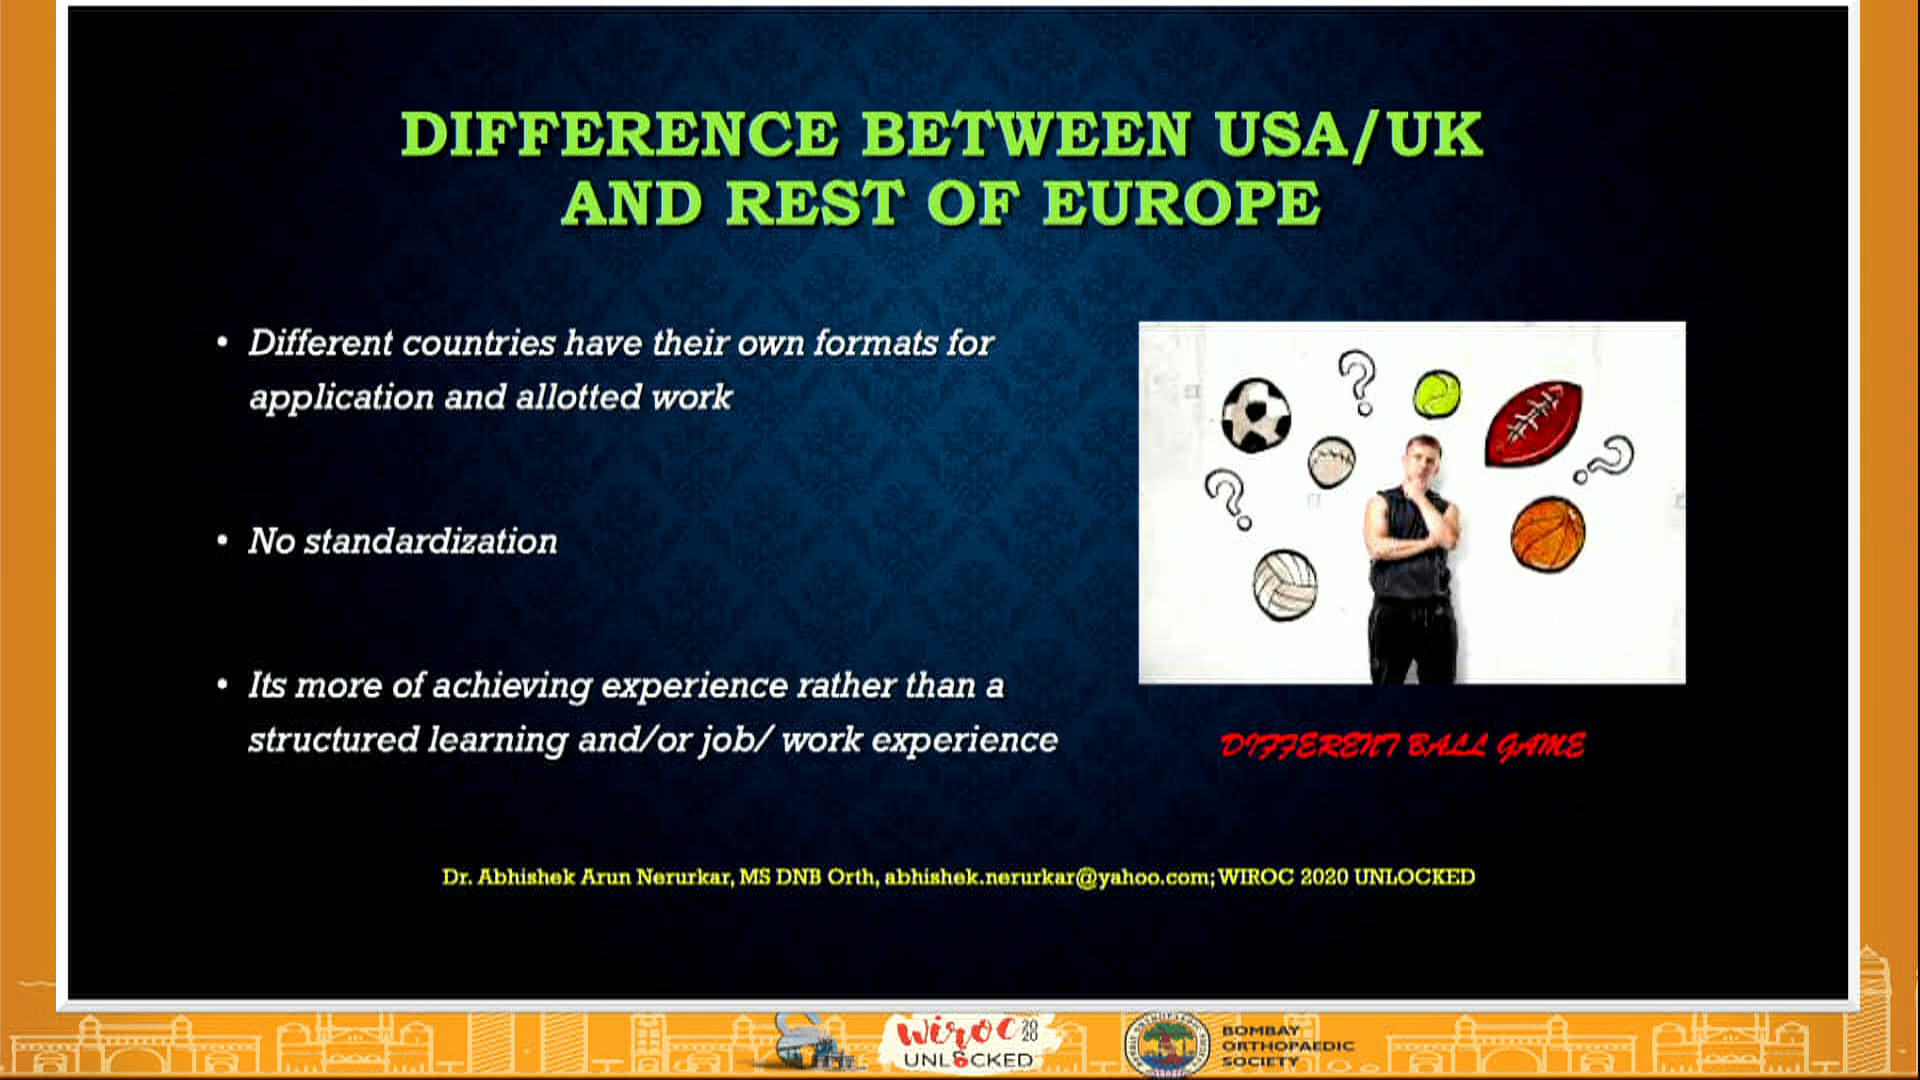 DIFFERENCE BETWEEN USA/UK
AND REST OF EUROPE
• Different countries have their own formats for
application and allotted work
• No standardization
• Its more of achieving experience rather than a
structured learning and/or job/ work experience
DIFFERENT BALL GAME
Dr. Abhishek Arun Nerurkar, MS DNB Orth, abhishek.nerurkar@yahoo.com; WIROC 2020 UNLOCKED
wiroc 2020
UNLOCKED
BOMBAY
ORTHOPAEDIC
SOCIETY